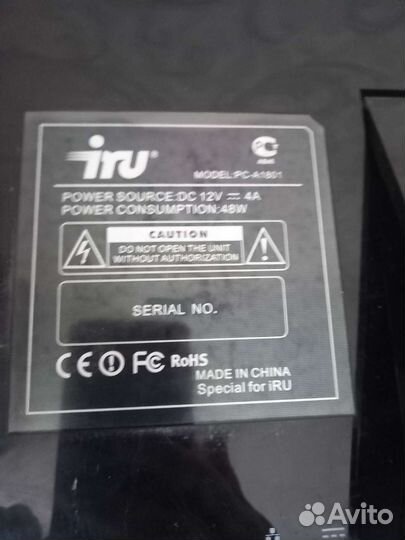 iru®
MODEL:PC-A1801
POWER SOURCE:DC 12V ⎓ 4A
POWER CONSUMPTION:48W
CAUTION
DO NOT OPEN THE UNIT
WITHOUT AUTHORIZATION
SERIAL NO.
CE FC RoHS
MADE IN CHINA
Special for iRU
Avito